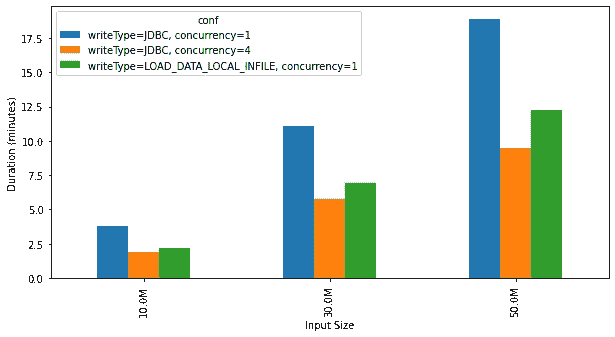 conf
writeType=JDBC, concurrency=1
writeType=JDBC, concurrency=4
writeType=LOAD_DATA_LOCAL_INFILE, concurrency=1
Duration (minutes)
17.5
15.0
12.5
10.0
7.5
5.0
2.5
0.0
10.0M
30.0M
50.0M
Input Size